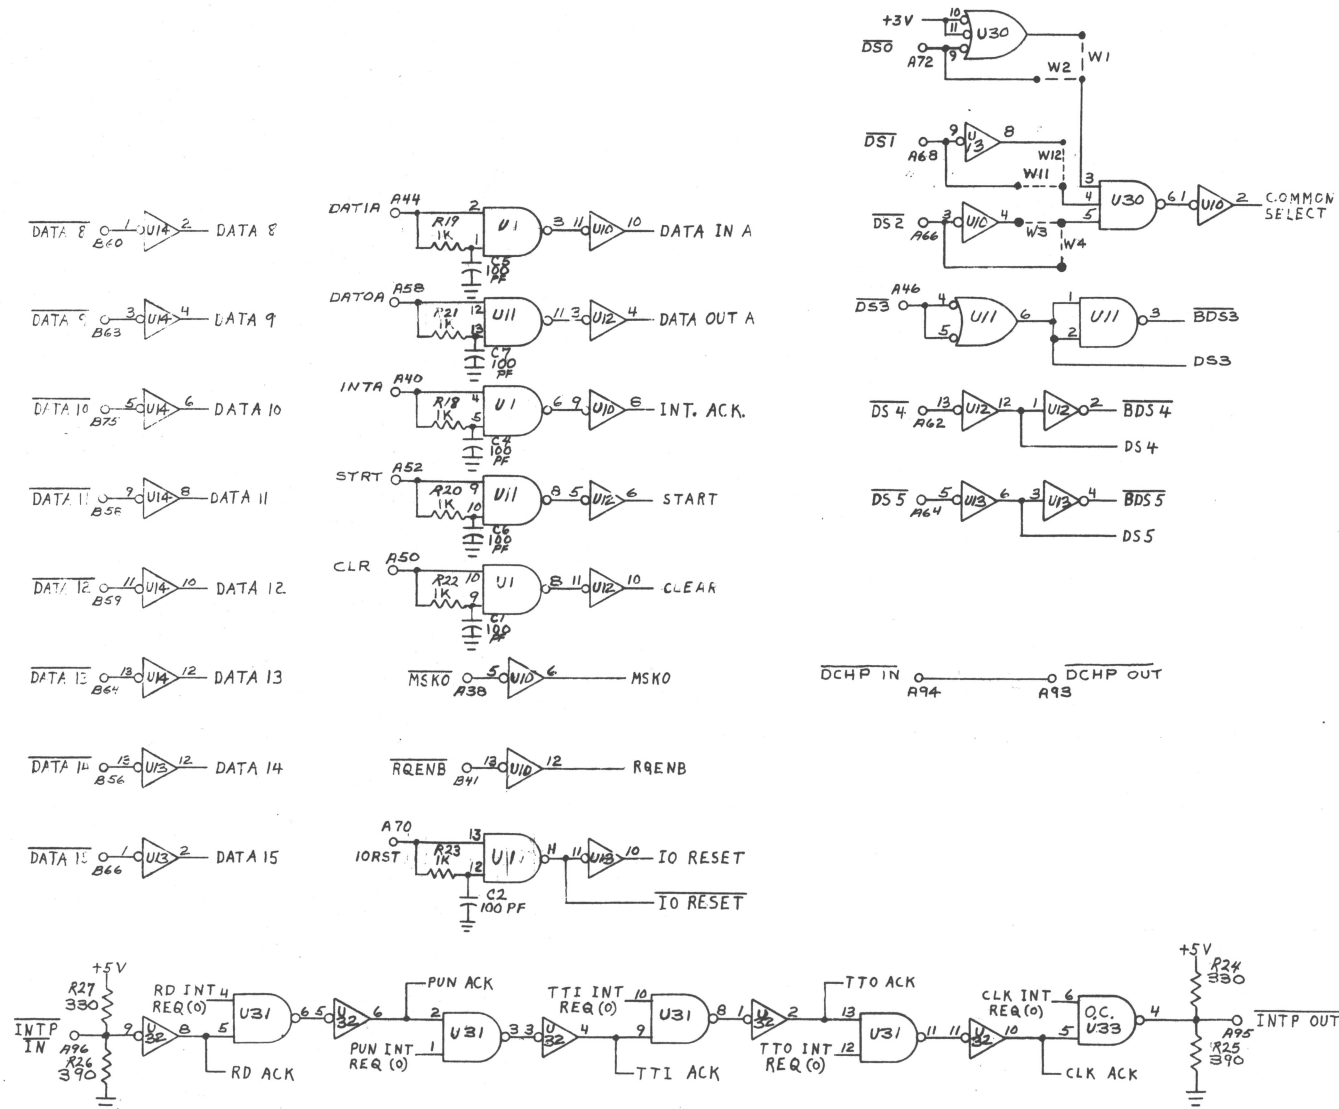 +3V 10 11 U30
DS0 A72 9 W1
W2
DS1 A68 9 U13 8 W12
W11
3 4 5 U30 6 1 U10 2 COMMON SELECT
DS2 A66 3 U10 4 W3
W4
DS3 A46 4 5 U11 6 1 2 U11 3 BDS3
DS3
DS4 A62 13 U12 12 1 U12 2 BDS4
DS4
DS5 A64 5 U13 6 3 U13 4 BDS5
DS5
DCHP IN A94 A93 DCHP OUT
DATA 8 B60 1 U14 2 DATA 8
DATA 9 B63 3 U14 4 DATA 9
DATA 10 B75 5 U14 6 DATA 10
DATA 11 9 U14 8 DATA 11
DATA 12 B59 11 U14 10 DATA 12
DATA 13 B64 13 U14 12 DATA 13
DATA 14 B56 13 U13 12 DATA 14
DATA 15 B66 1 U13 2 DATA 15
DATIA A44 R19 1K 2 1 U1 3 11 U10 10 DATA IN A
C5 100 PF
DATOA A58 R21 1K 12 13 U11 11 3 U12 4 DATA OUT A
C7 100 PF
INTA A40 R18 1K 4 5 U1 6 9 U10 8 INT. ACK.
C4 100 PF
STRT A52 R20 1K 9 10 U11 8 5 U12 6 START
C6 100 PF
CLR A50 R22 1K 10 9 U1 8 11 U12 10 CLEAR
C1 100 PF
MSKO A38 5 U10 6 MSKO
RQENB B41 13 U10 12 RQENB
A70 IORST R23 1K 13 12 11 U13 10 IO RESET
C2 100 PF
IO RESET
+5V
R27 330
INTP IN A96
R26 390
9 U32 8
RD ACK
RD INT REQ(0) 4 5 U31 6 5 U32 6
PUN ACK
PUN INT REQ(0) 2 1 U31 3 3 U32 4
TTI ACK
TTI INT REQ(0) 10 9 U31 8 1 U32 2
TTO ACK
TTO INT REQ(0) 13 12 U31 11 11 U32 10
CLK ACK
CLK INT REQ(0) 6 5 O.C. U33 4
+5V
R24 330
A95 INTP OUT
R25 390